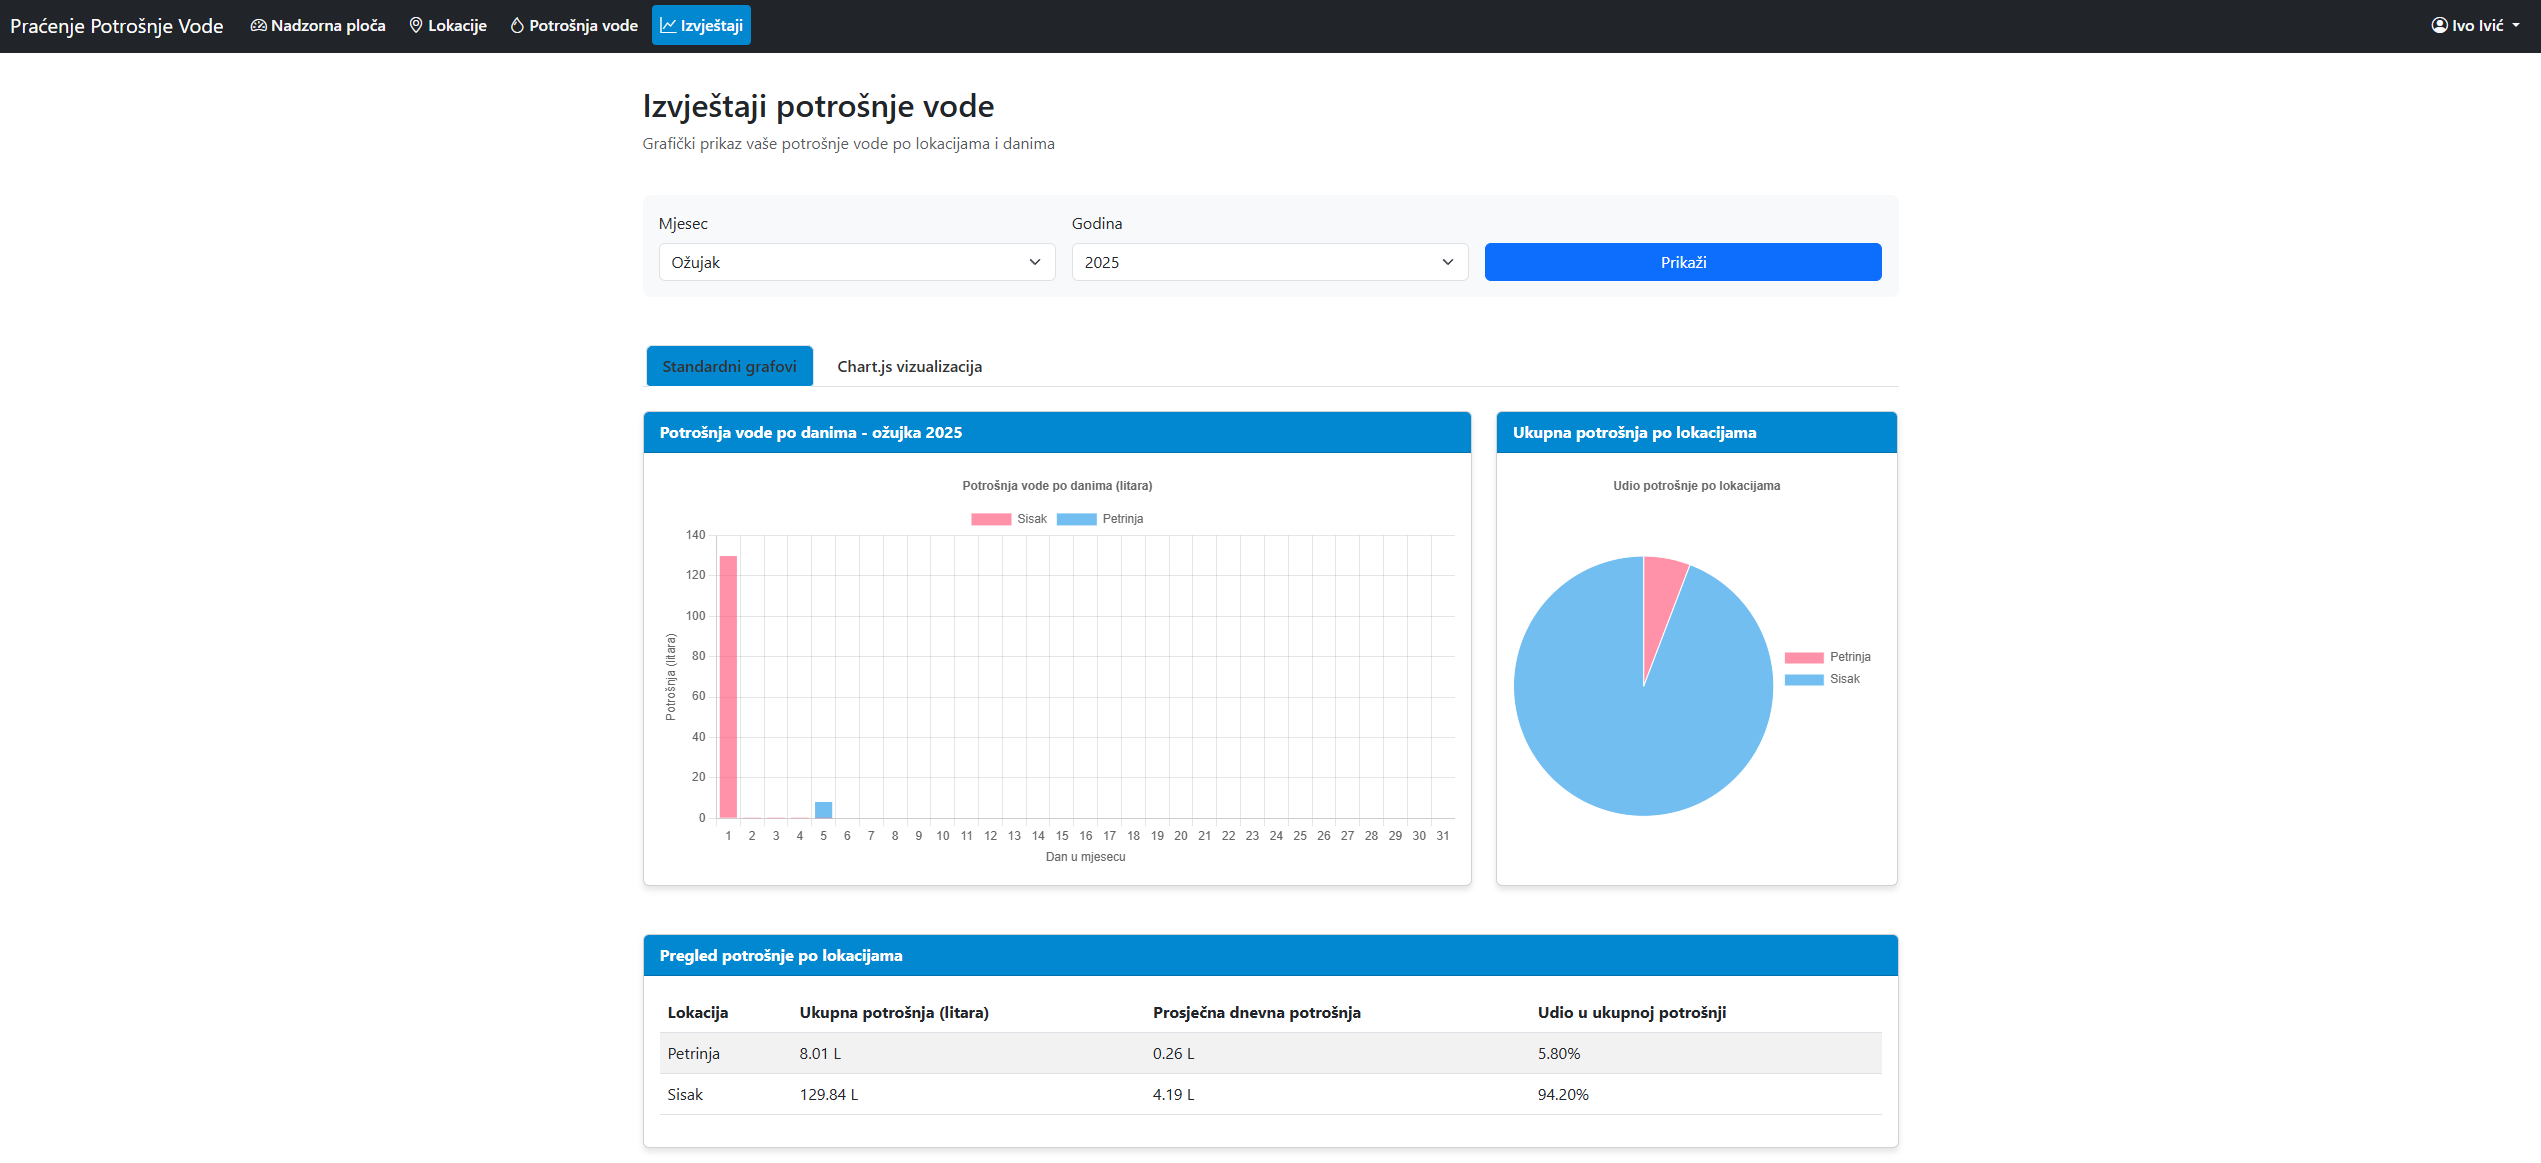 Praćenje Potrošnje Vode Nadzorna ploča Lokacije Potrošnja vode Izvještaji Ivo Ivić
Izvještaji potrošnje vode
Grafički prikaz vaše potrošnje vode po lokacijama i danima
Mjesec Godina
Ožujak 2025 Prikaži
Standardni grafovi Chart.js vizualizacija
Potrošnja vode po danima - ožujka 2025
Potrošnja vode po danima (litara)
Sisak Petrinja
Potrošnja (litara)
140
120
100
80
60
40
20
0
1 2 3 4 5 6 7 8 9 10 11 12 13 14 15 16 17 18 19 20 21 22 23 24 25 26 27 28 29 30 31
Dan u mjesecu
Ukupna potrošnja po lokacijama
Udio potrošnje po lokacijama
Petrinja
Sisak
Pregled potrošnje po lokacijama
Lokacija Ukupna potrošnja (litara) Prosječna dnevna potrošnja Udio u ukupnoj potrošnji
Petrinja 8.01 L 0.26 L 5.80%
Sisak 129.84 L 4.19 L 94.20%